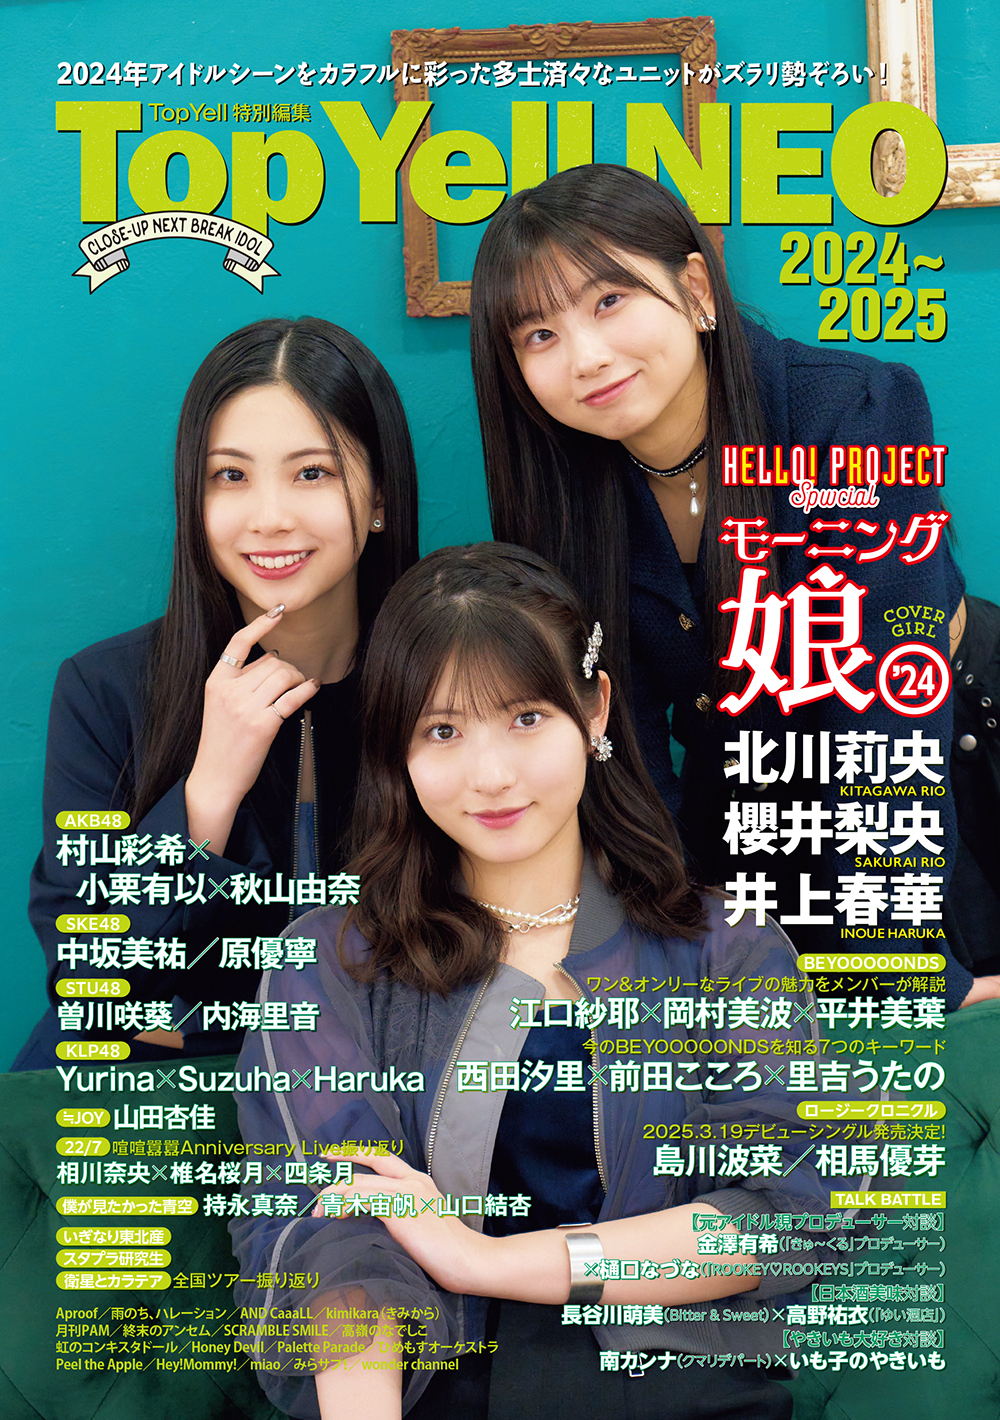 2024年アイドルシーンをカラフルに彩った多士済々なユニットがズラリ勢ぞろい！
TopYell 特別編集
TopYell NEO
CLOSE-UP NEXT BREAK IDOL
2024~
2025
HELLO! PROJECT
Spwcial
モーニング
娘
'24
COVER
GIRL
北川莉央
KITAGAWA RIO
櫻井梨央
SAKURAI RIO
井上春華
INOUE HARUKA
AKB48
村山彩希×
小栗有以×秋山由奈
SKE48
中坂美祐／原優寧
STU48
曽川咲葵／内海里音
KLP48
Yurina×Suzuha×Haruka
≒JOY 山田杏佳
22/7 喧喧囂囂Anniversary Live振り返り
相川奈央×椎名桜月×四条月
僕が見たかった青空 持永真奈／青木宙帆×山口結杏
いぎなり東北産
スタプラ研究生
衛星とカラテア 全国ツアー振り返り
Aproof／雨のち、ハレーション／AND CaaaLL／kimikara（きみから）
月刊PAM／終末のアンセム／SCRAMBLE SMILE／高嶺のなでしこ
虹のコンキスタドール／Honey Devil／Palette Parade／ひめもすオーケストラ
Peel the Apple／Hey!Mommy!／miao／みらサプ!／wonder channel
BEYOOOOONDS
ワン＆オンリーなライブの魅力をメンバーが解説
江口紗耶×岡村美波×平井美葉
今のBEYOOOOONDSを知る7つのキーワード
西田汐里×前田こころ×里吉うたの
ロージークロニクル
2025.3.19デビューシングル発売決定!
島川波菜／相馬優芽
TALK BATTLE
【元アイドル現プロデューサー対談】
金澤有希（「きゅ～くる」プロデューサー）
×樋口なづな（「ROOKEY♡ROOKEYS」プロデューサー）
【日本酒美味対談】
長谷川萌美（Bitter & Sweet）×高野祐衣（「ゆい酒店」）
【やきいも大好き対談】
南カンナ（クマリデパート）×いも子のやきいも